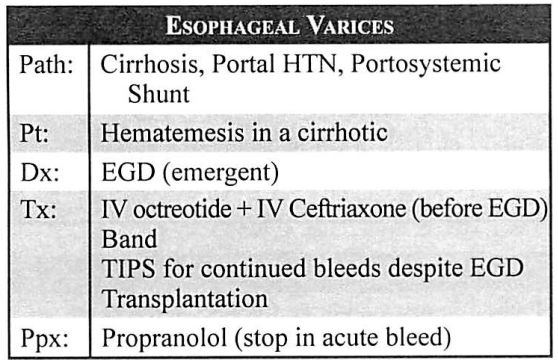 ESOPHAGEAL VARICES
Path: Cirrhosis, Portal HTN, Portosystemic
Shunt
Pt: Hematemesis in a cirrhotic
Dx: EGD (emergent)
Tx: IV octreotide + IV Ceftriaxone (before EGD)
Band
TIPS for continued bleeds despite EGD
Transplantation
Ppx: Propranolol (stop in acute bleed)